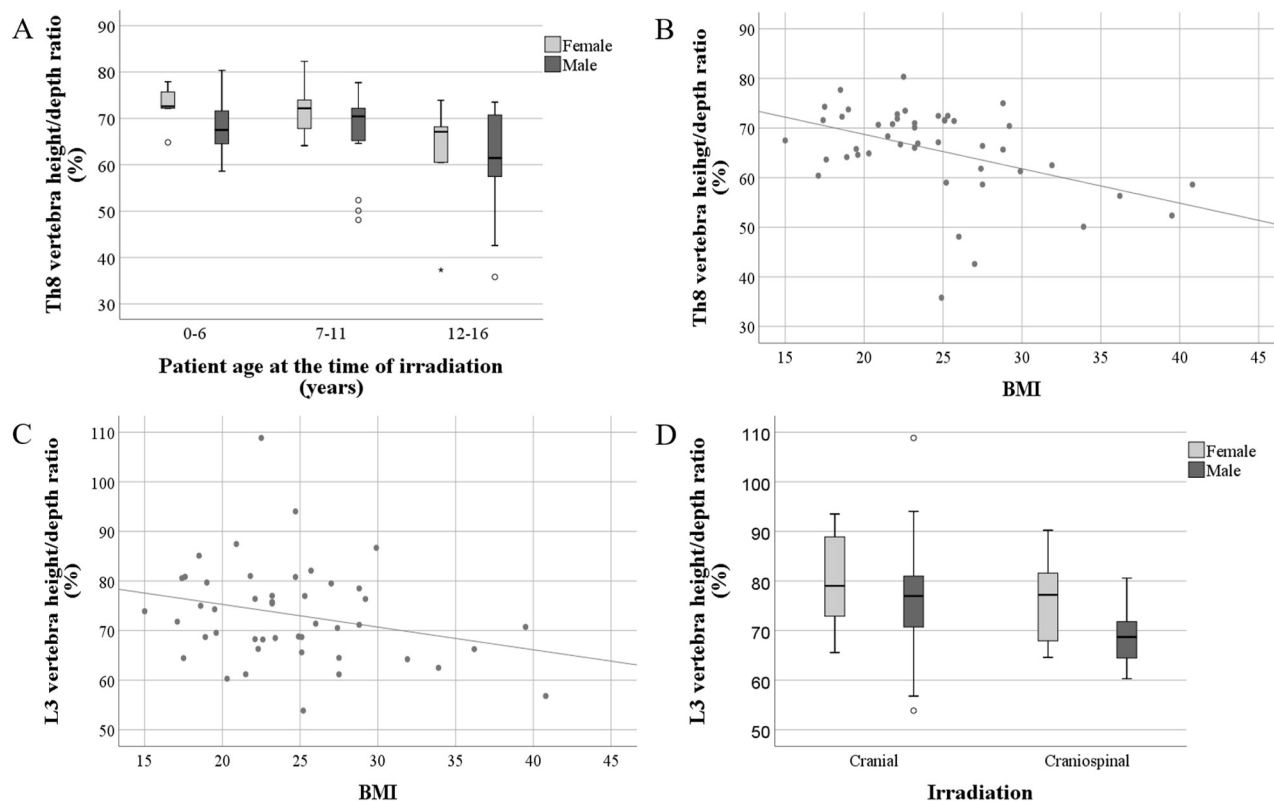 A
90
80
70
60
50
40
30
Th8 vertebra height/depth ratio
(%)
Female
Male
0-6
7-11
12-16
Patient age at the time of irradiation
(years)
B
90
80
70
60
50
40
30
Th8 vertebra heihgt/depth ratio
(%)
15
20
25
30
35
40
45
BMI
C
110
100
90
80
70
60
50
L3 vertebra height/depth ratio
(%)
15
20
25
30
35
40
45
BMI
D
110
100
90
80
70
60
50
L3 vertebra height/depth ratio
(%)
Female
Male
Cranial
Craniospinal
Irradiation